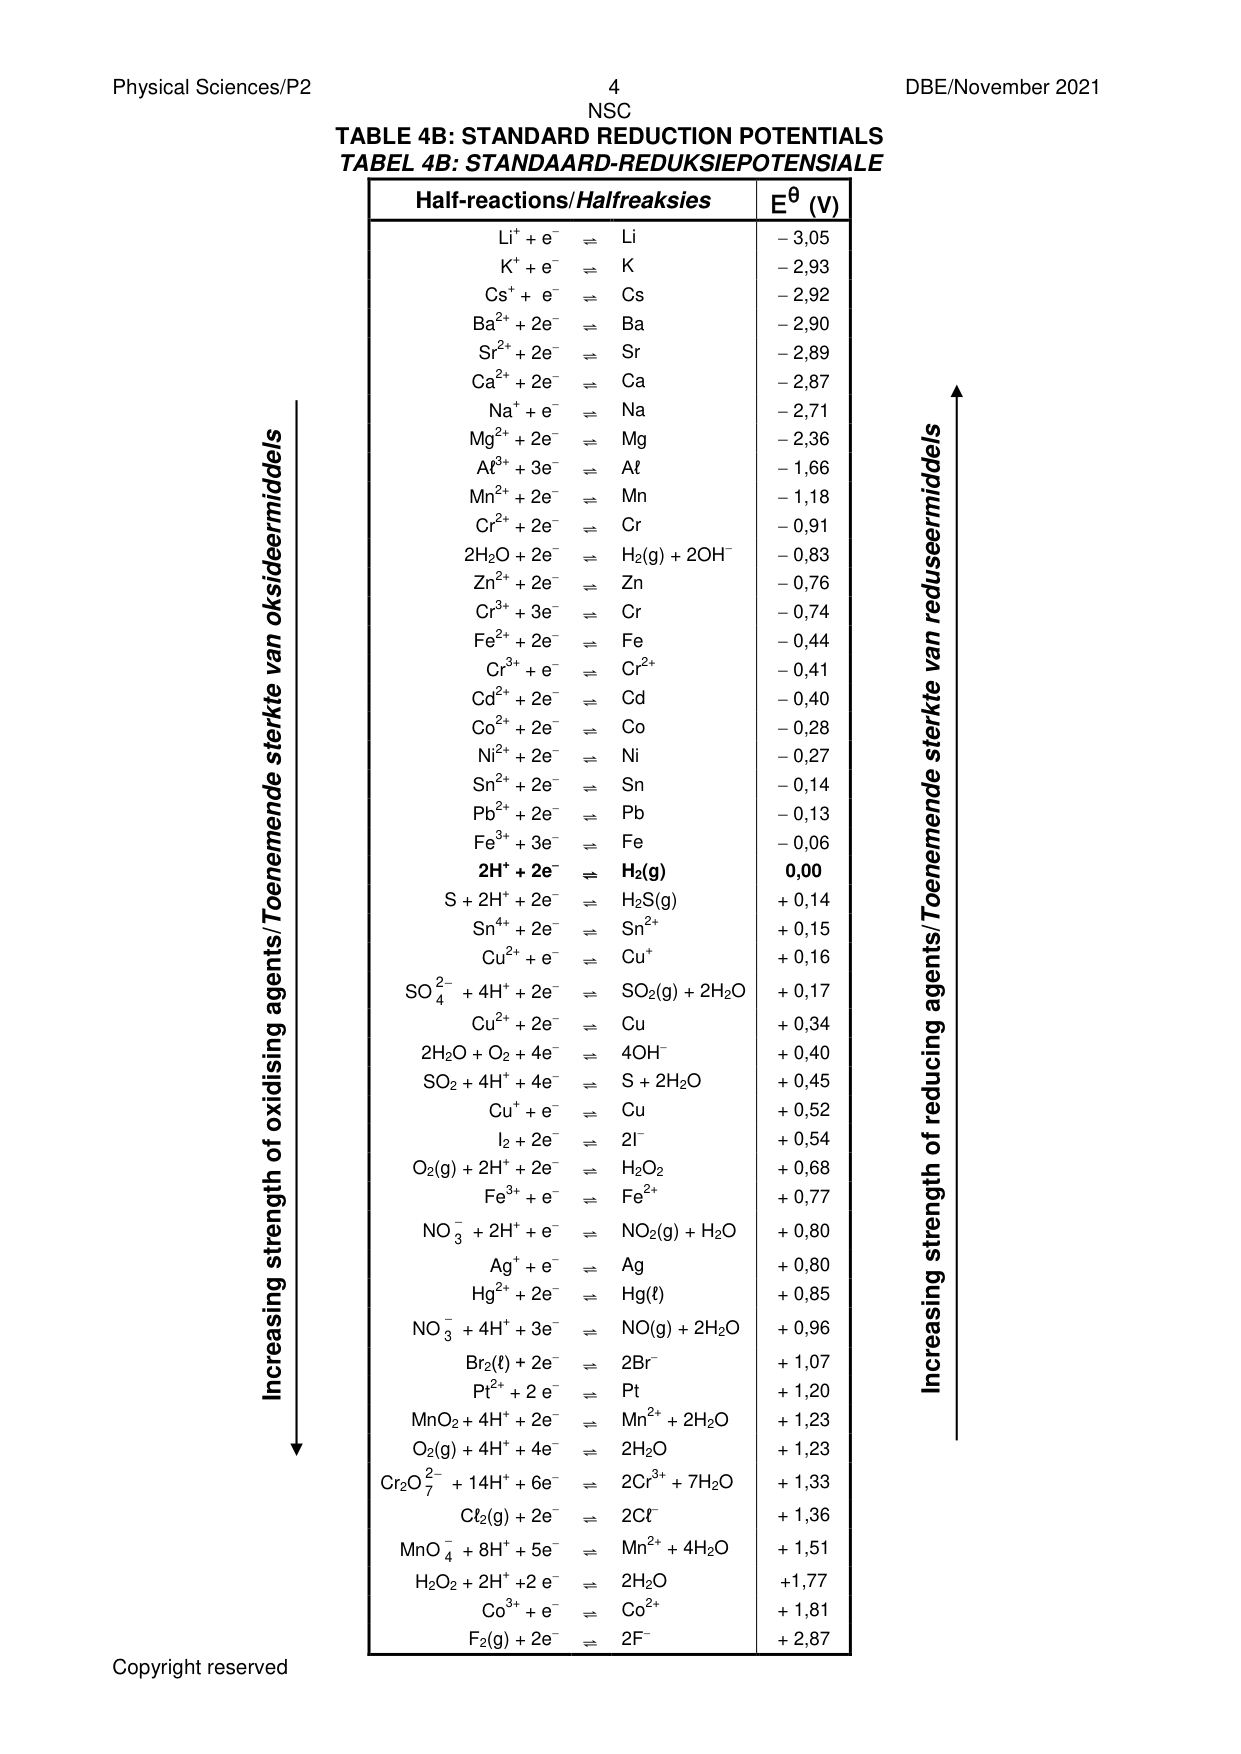 Physical Sciences/P2 4 DBE/November 2021
NSC
TABLE 4B: STANDARD REDUCTION POTENTIALS
TABEL 4B: STANDAARD-REDUKSIEPOTENSIALE
Half-reactions/Halfreaksies E^θ (V)
Li⁺ + e⁻ ⇌ Li − 3,05
K⁺ + e⁻ ⇌ K − 2,93
Cs⁺ + e⁻ ⇌ Cs − 2,92
Ba²⁺ + 2e⁻ ⇌ Ba − 2,90
Sr²⁺ + 2e⁻ ⇌ Sr − 2,89
Ca²⁺ + 2e⁻ ⇌ Ca − 2,87
Na⁺ + e⁻ ⇌ Na − 2,71
Mg²⁺ + 2e⁻ ⇌ Mg − 2,36
Aℓ³⁺ + 3e⁻ ⇌ Aℓ − 1,66
Mn²⁺ + 2e⁻ ⇌ Mn − 1,18
Cr²⁺ + 2e⁻ ⇌ Cr − 0,91
2H₂O + 2e⁻ ⇌ H₂(g) + 2OH⁻ − 0,83
Zn²⁺ + 2e⁻ ⇌ Zn − 0,76
Cr³⁺ + 3e⁻ ⇌ Cr − 0,74
Fe²⁺ + 2e⁻ ⇌ Fe − 0,44
Cr³⁺ + e⁻ ⇌ Cr²⁺ − 0,41
Cd²⁺ + 2e⁻ ⇌ Cd − 0,40
Co²⁺ + 2e⁻ ⇌ Co − 0,28
Ni²⁺ + 2e⁻ ⇌ Ni − 0,27
Sn²⁺ + 2e⁻ ⇌ Sn − 0,14
Pb²⁺ + 2e⁻ ⇌ Pb − 0,13
Fe³⁺ + 3e⁻ ⇌ Fe − 0,06
2H⁺ + 2e⁻ ⇌ H₂(g) 0,00
S + 2H⁺ + 2e⁻ ⇌ H₂S(g) + 0,14
Sn⁴⁺ + 2e⁻ ⇌ Sn²⁺ + 0,15
Cu²⁺ + e⁻ ⇌ Cu⁺ + 0,16
SO₄²⁻ + 4H⁺ + 2e⁻ ⇌ SO₂(g) + 2H₂O + 0,17
Cu²⁺ + 2e⁻ ⇌ Cu + 0,34
2H₂O + O₂ + 4e⁻ ⇌ 4OH⁻ + 0,40
SO₂ + 4H⁺ + 4e⁻ ⇌ S + 2H₂O + 0,45
Cu⁺ + e⁻ ⇌ Cu + 0,52
I₂ + 2e⁻ ⇌ 2I⁻ + 0,54
O₂(g) + 2H⁺ + 2e⁻ ⇌ H₂O₂ + 0,68
Fe³⁺ + e⁻ ⇌ Fe²⁺ + 0,77
NO₃⁻ + 2H⁺ + e⁻ ⇌ NO₂(g) + H₂O + 0,80
Ag⁺ + e⁻ ⇌ Ag + 0,80
Hg²⁺ + 2e⁻ ⇌ Hg(ℓ) + 0,85
NO₃⁻ + 4H⁺ + 3e⁻ ⇌ NO(g) + 2H₂O + 0,96
Br₂(ℓ) + 2e⁻ ⇌ 2Br⁻ + 1,07
Pt²⁺ + 2 e⁻ ⇌ Pt + 1,20
MnO₂ + 4H⁺ + 2e⁻ ⇌ Mn²⁺ + 2H₂O + 1,23
O₂(g) + 4H⁺ + 4e⁻ ⇌ 2H₂O + 1,23
Cr₂O₇²⁻ + 14H⁺ + 6e⁻ ⇌ 2Cr³⁺ + 7H₂O + 1,33
Cℓ₂(g) + 2e⁻ ⇌ 2Cℓ⁻ + 1,36
MnO₄⁻ + 8H⁺ + 5e⁻ ⇌ Mn²⁺ + 4H₂O + 1,51
H₂O₂ + 2H⁺ +2 e⁻ ⇌ 2H₂O +1,77
Co³⁺ + e⁻ ⇌ Co²⁺ + 1,81
F₂(g) + 2e⁻ ⇌ 2F⁻ + 2,87
Increasing strength of oxidising agents/Toenemende sterkte van oksideermiddels
Increasing strength of reducing agents/Toenemende sterkte van reduseermiddels
Copyright reserved